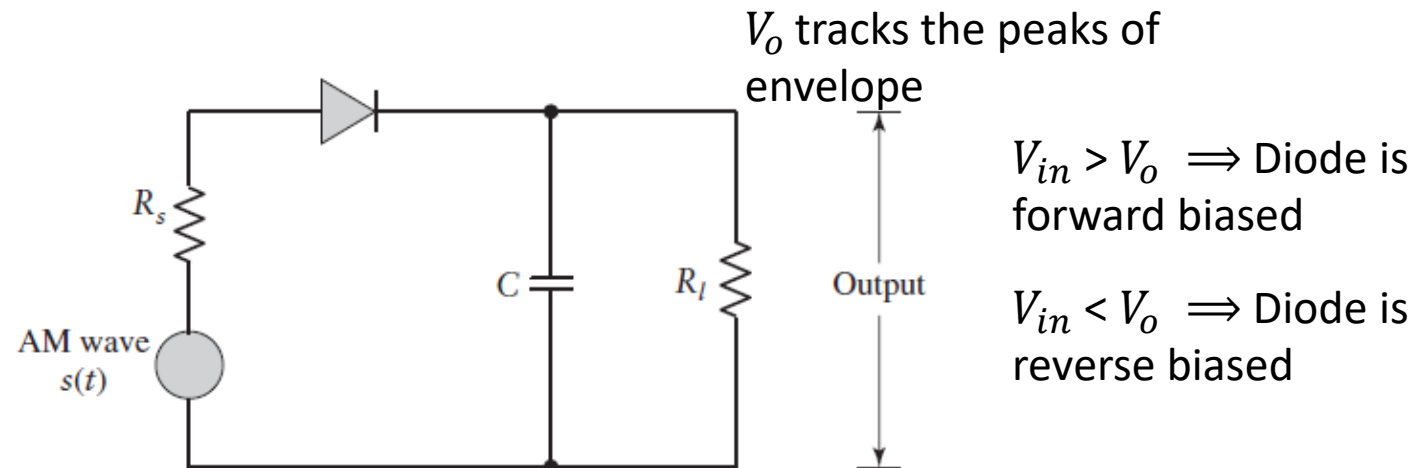 V_o tracks the peaks of
envelope
R_s
AM wave
s(t)
C
R_l
Output
V_in > V_o ⟹ Diode is
forward biased
V_in < V_o ⟹ Diode is
reverse biased